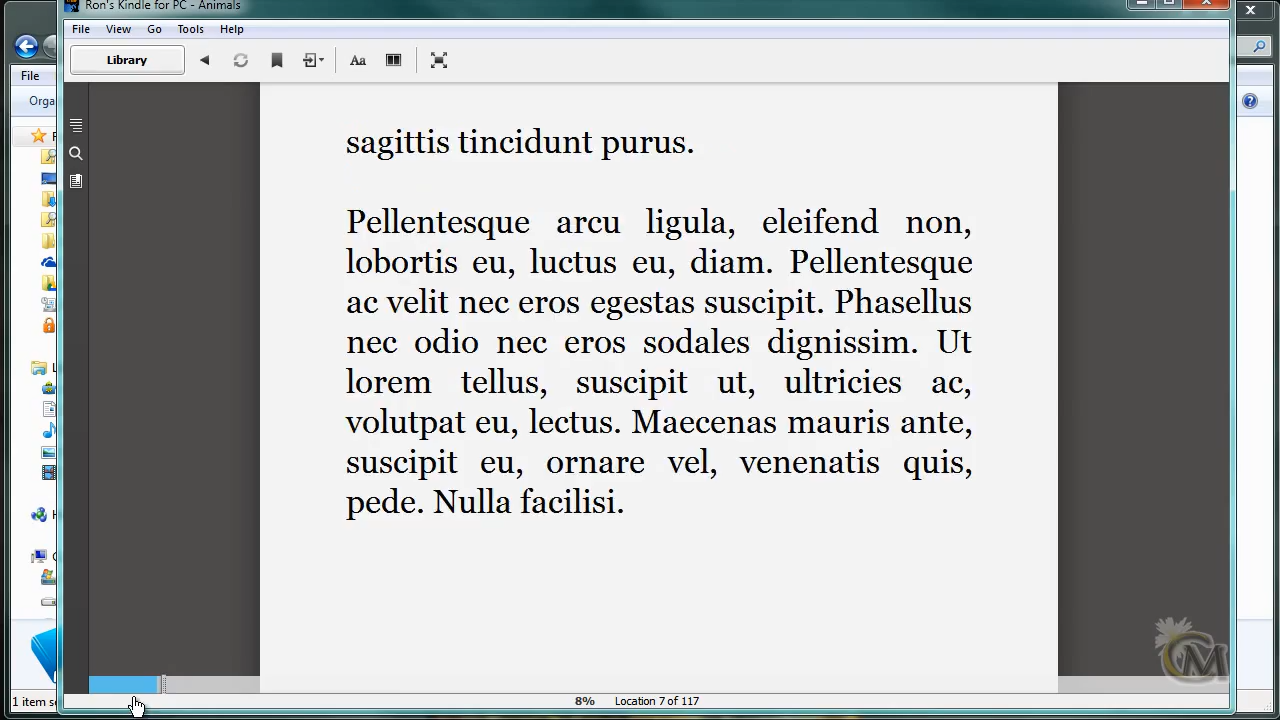 Ron's Kindle for PC - Animals
File View Go Tools Help
Library
Aa
File
Orga
sagittis tincidunt purus.
Pellentesque arcu ligula, eleifend non,
lobortis eu, luctus eu, diam. Pellentesque
ac velit nec eros egestas suscipit. Phasellus
nec odio nec eros sodales dignissim. Ut
lorem tellus, suscipit ut, ultricies ac,
volutpat eu, lectus. Maecenas mauris ante,
suscipit eu, ornare vel, venenatis quis,
pede. Nulla facilisi.
CM
1 item se
8% Location 7 of 117